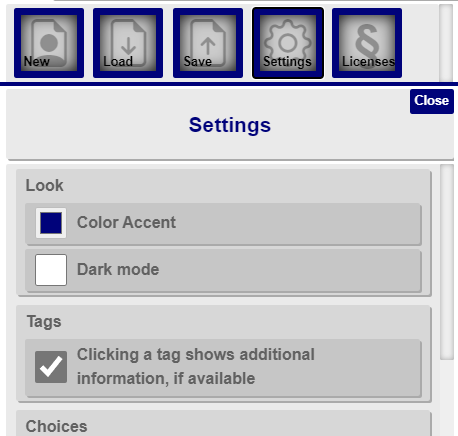 New Load Save Settings Licenses
Close
Settings
Look
Color Accent
Dark mode
Tags
Clicking a tag shows additional
information, if available
Choices